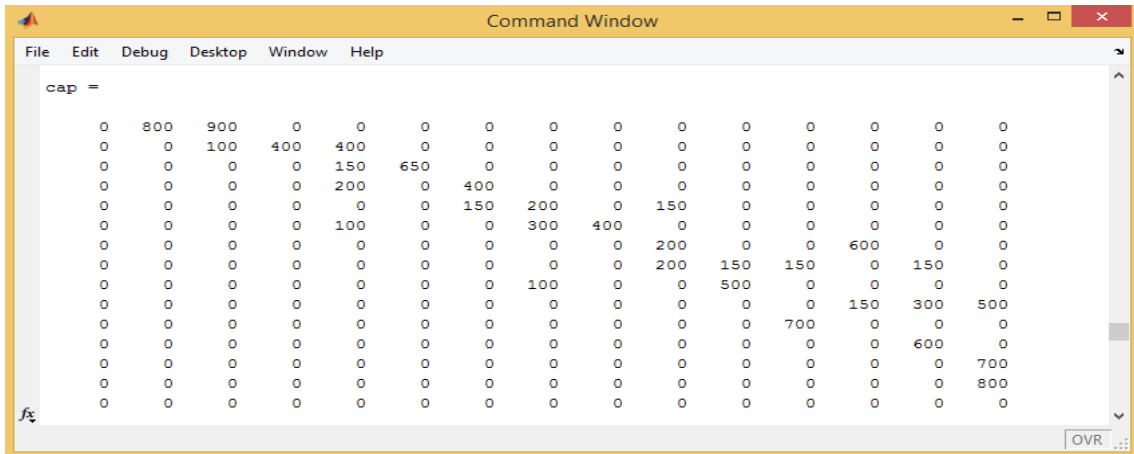 Command Window
File Edit Debug Desktop Window Help
cap =
0 800 900 0 0 0 0 0 0 0 0 0 0 0 0
0 0 100 400 400 0 0 0 0 0 0 0 0 0 0
0 0 0 0 150 650 0 0 0 0 0 0 0 0 0
0 0 0 0 200 0 400 0 0 0 0 0 0 0 0
0 0 0 0 0 0 150 200 0 150 0 0 0 0 0
0 0 0 0 100 0 0 300 400 0 0 0 0 0 0
0 0 0 0 0 0 0 0 0 200 0 0 600 0 0
0 0 0 0 0 0 0 0 0 200 150 150 0 150 0
0 0 0 0 0 0 0 100 0 0 500 0 0 0 0
0 0 0 0 0 0 0 0 0 0 0 0 150 300 500
0 0 0 0 0 0 0 0 0 0 0 700 0 0 0
0 0 0 0 0 0 0 0 0 0 0 0 0 600 0
0 0 0 0 0 0 0 0 0 0 0 0 0 0 700
0 0 0 0 0 0 0 0 0 0 0 0 0 0 800
0 0 0 0 0 0 0 0 0 0 0 0 0 0 0
fx
OVR